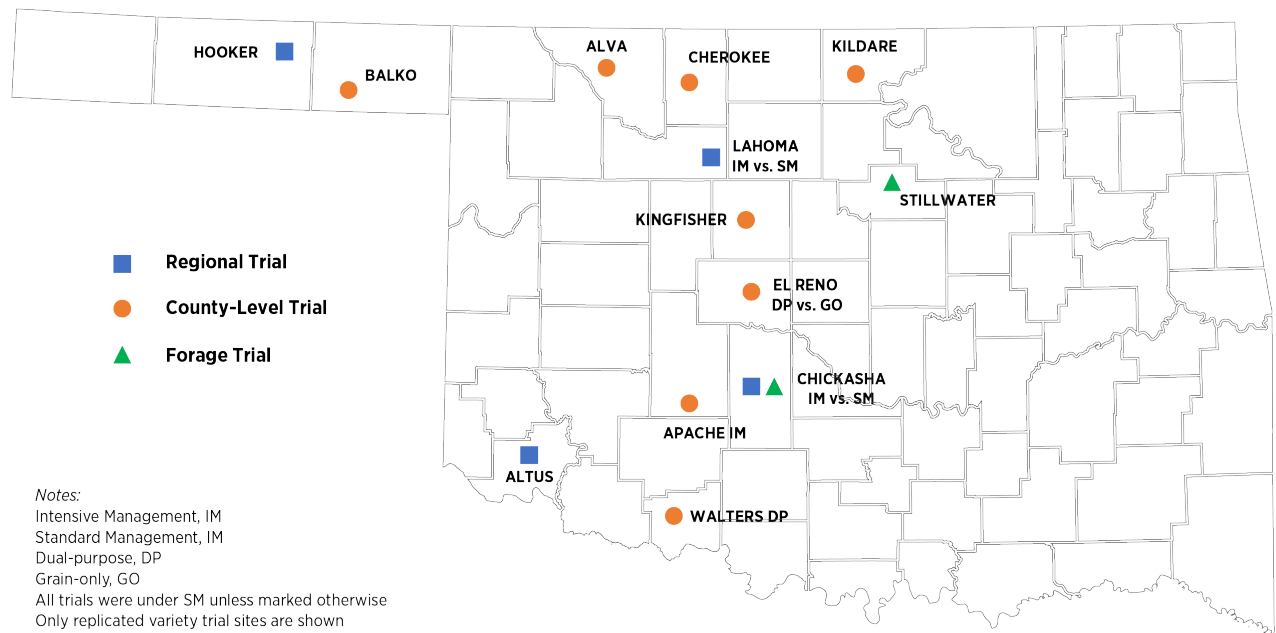 HOOKER
BALKO
ALVA
CHEROKEE
KILDARE
LAHOMA
IM vs. SM
STILLWATER
KINGFISHER
EL RENO
DP vs. GO
CHICKASHA
IM vs. SM
APACHE IM
ALTUS
WALTERS DP
Regional Trial
County-Level Trial
Forage Trial
Notes:
Intensive Management, IM
Standard Management, IM
Dual-purpose, DP
Grain-only, GO
All trials were under SM unless marked otherwise
Only replicated variety trial sites are shown